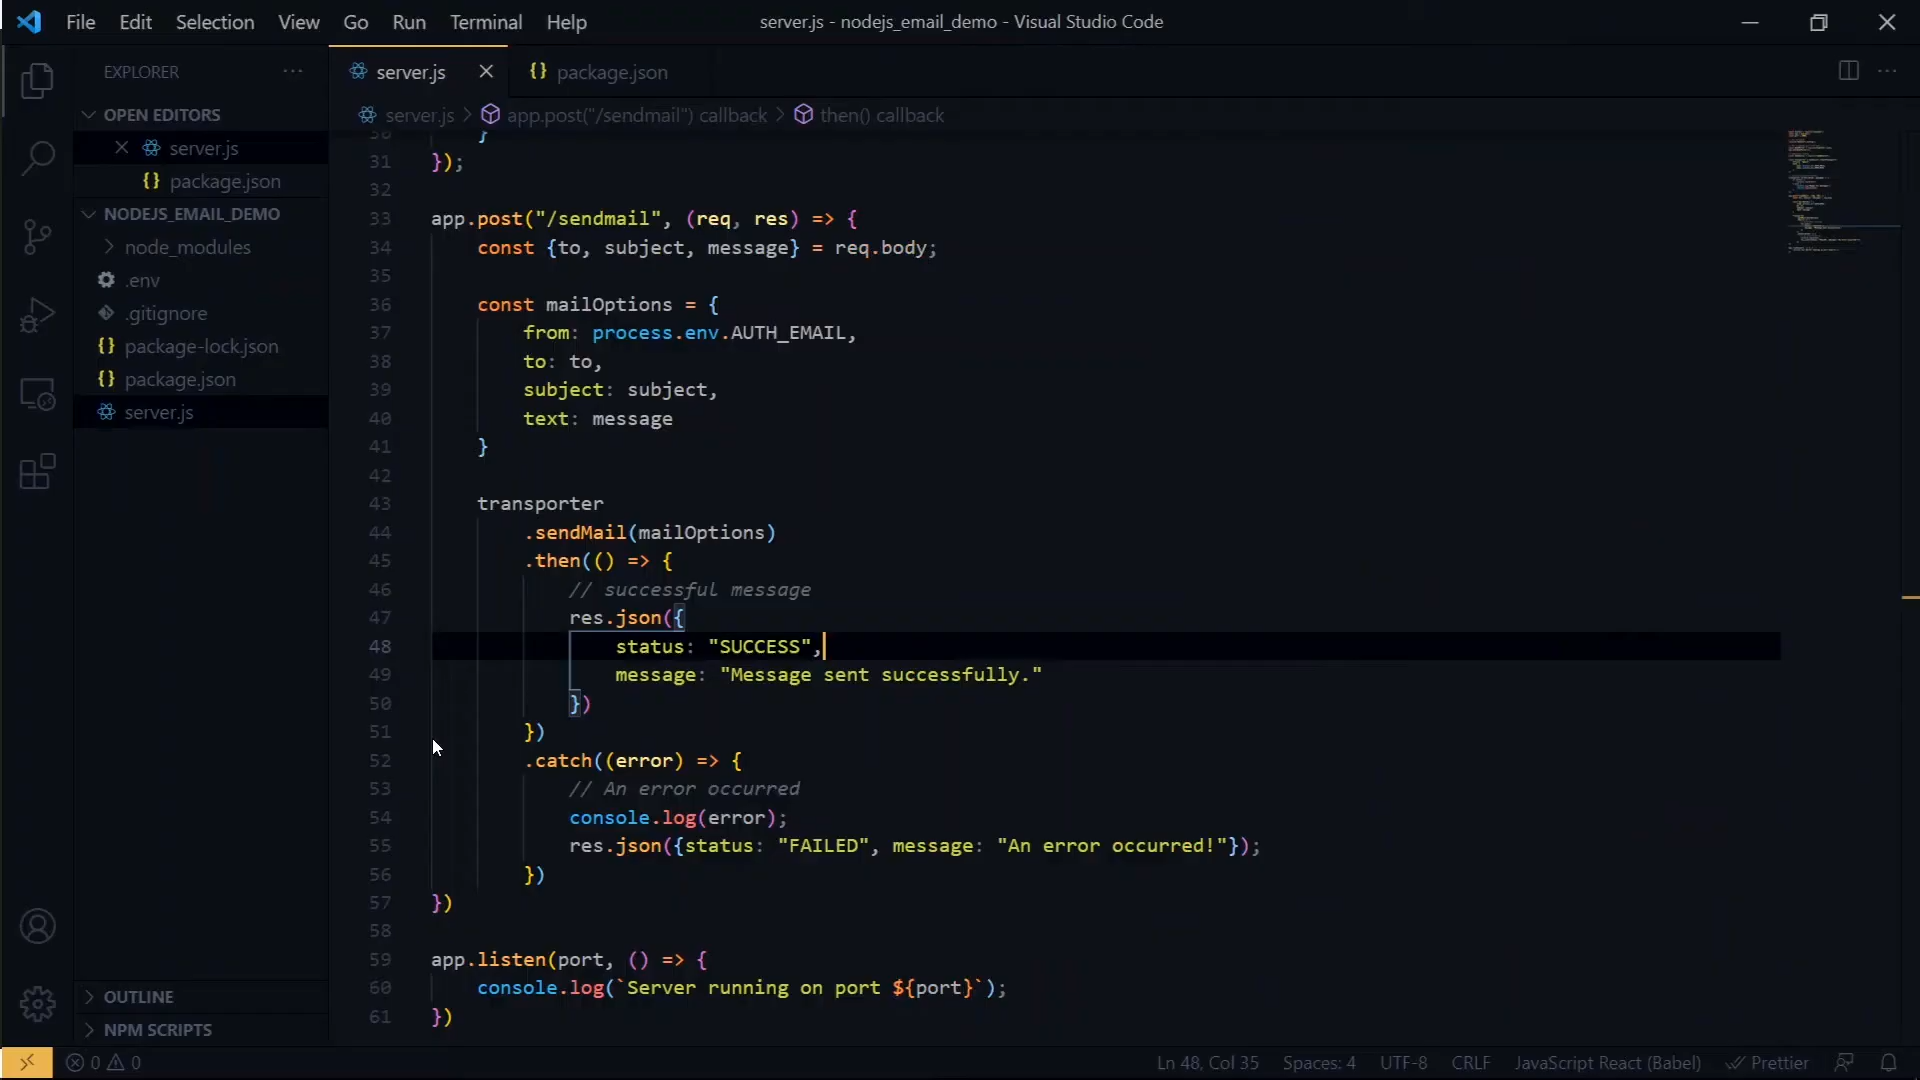 File Edit Selection View Go Run Terminal Help
server.js - nodejs_email_demo - Visual Studio Code
EXPLORER
OPEN EDITORS
server.js
{} package.json
NODEJS_EMAIL_DEMO
node_modules
.env
.gitignore
{} package-lock.json
{} package.json
server.js
OUTLINE
NPM SCRIPTS
server.js
{} package.json
server.js > app.post("/sendmail") callback > then() callback
30 }
31 });
32
33 app.post("/sendmail", (req, res) => {
34 const {to, subject, message} = req.body;
35
36 const mailOptions = {
37 from: process.env.AUTH_EMAIL,
38 to: to,
39 subject: subject,
40 text: message
41 }
42
43 transporter
44 .sendMail(mailOptions)
45 .then(() => {
46 // successful message
47 res.json({
48 status: "SUCCESS",
49 message: "Message sent successfully."
50 })
51 })
52 .catch((error) => {
53 // An error occurred
54 console.log(error);
55 res.json({status: "FAILED", message: "An error occurred!"});
56 })
57 })
58
59 app.listen(port, () => {
60 console.log(`Server running on port ${port}`);
61 })
0 0
Ln 48, Col 35 Spaces: 4 UTF-8 CRLF JavaScript React (Babel) Prettier